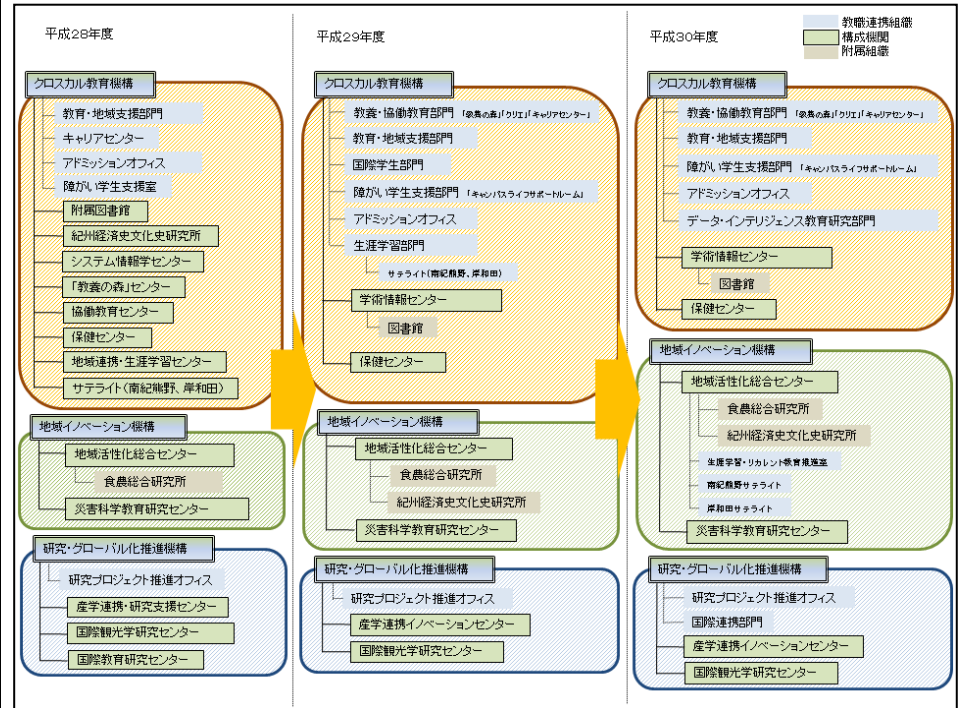 平成28年度
平成29年度
平成30年度
教職連携組織
構成機関
附属組織
クロスカル教育機構
教育・地域支援部門
キャリアセンター
アドミッションオフィス
障がい学生支援室
附属図書館
紀州経済史文化史研究所
システム情報学センター
「教養の森」センター
協働教育センター
保健センター
地域連携・生涯学習センター
サテライト(南紀熊野、岸和田)
地域イノベーション機構
地域活性化総合センター
食農総合研究所
災害科学教育研究センター
研究・グローバル化推進機構
研究プロジェクト推進オフィス
産学連携・研究支援センター
国際観光学研究センター
国際教育研究センター
クロスカル教育機構
教養・協働教育部門 「教養の森」「クリエ」「キャリアセンター」
教育・地域支援部門
国際学生部門
障がい学生支援部門 「キャンパスライフサポートルーム」
アドミッションオフィス
生涯学習部門
サテライト(南紀熊野、岸和田)
学術情報センター
図書館
保健センター
地域イノベーション機構
地域活性化総合センター
食農総合研究所
紀州経済史文化史研究所
災害科学教育研究センター
研究・グローバル化推進機構
研究プロジェクト推進オフィス
産学連携イノベーションセンター
国際観光学研究センター
クロスカル教育機構
教養・協働教育部門 「教養の森」「クリエ」「キャリアセンター」
教育・地域支援部門
障がい学生支援部門 「キャンパスライフサポートルーム」
アドミッションオフィス
データ・インテリジェンス教育研究部門
学術情報センター
図書館
保健センター
地域イノベーション機構
地域活性化総合センター
食農総合研究所
紀州経済史文化史研究所
生涯学習・リカレント教育推進室
南紀熊野サテライト
岸和田サテライト
災害科学教育研究センター
研究・グローバル化推進機構
研究プロジェクト推進オフィス
国際連携部門
産学連携イノベーションセンター
国際観光学研究センター